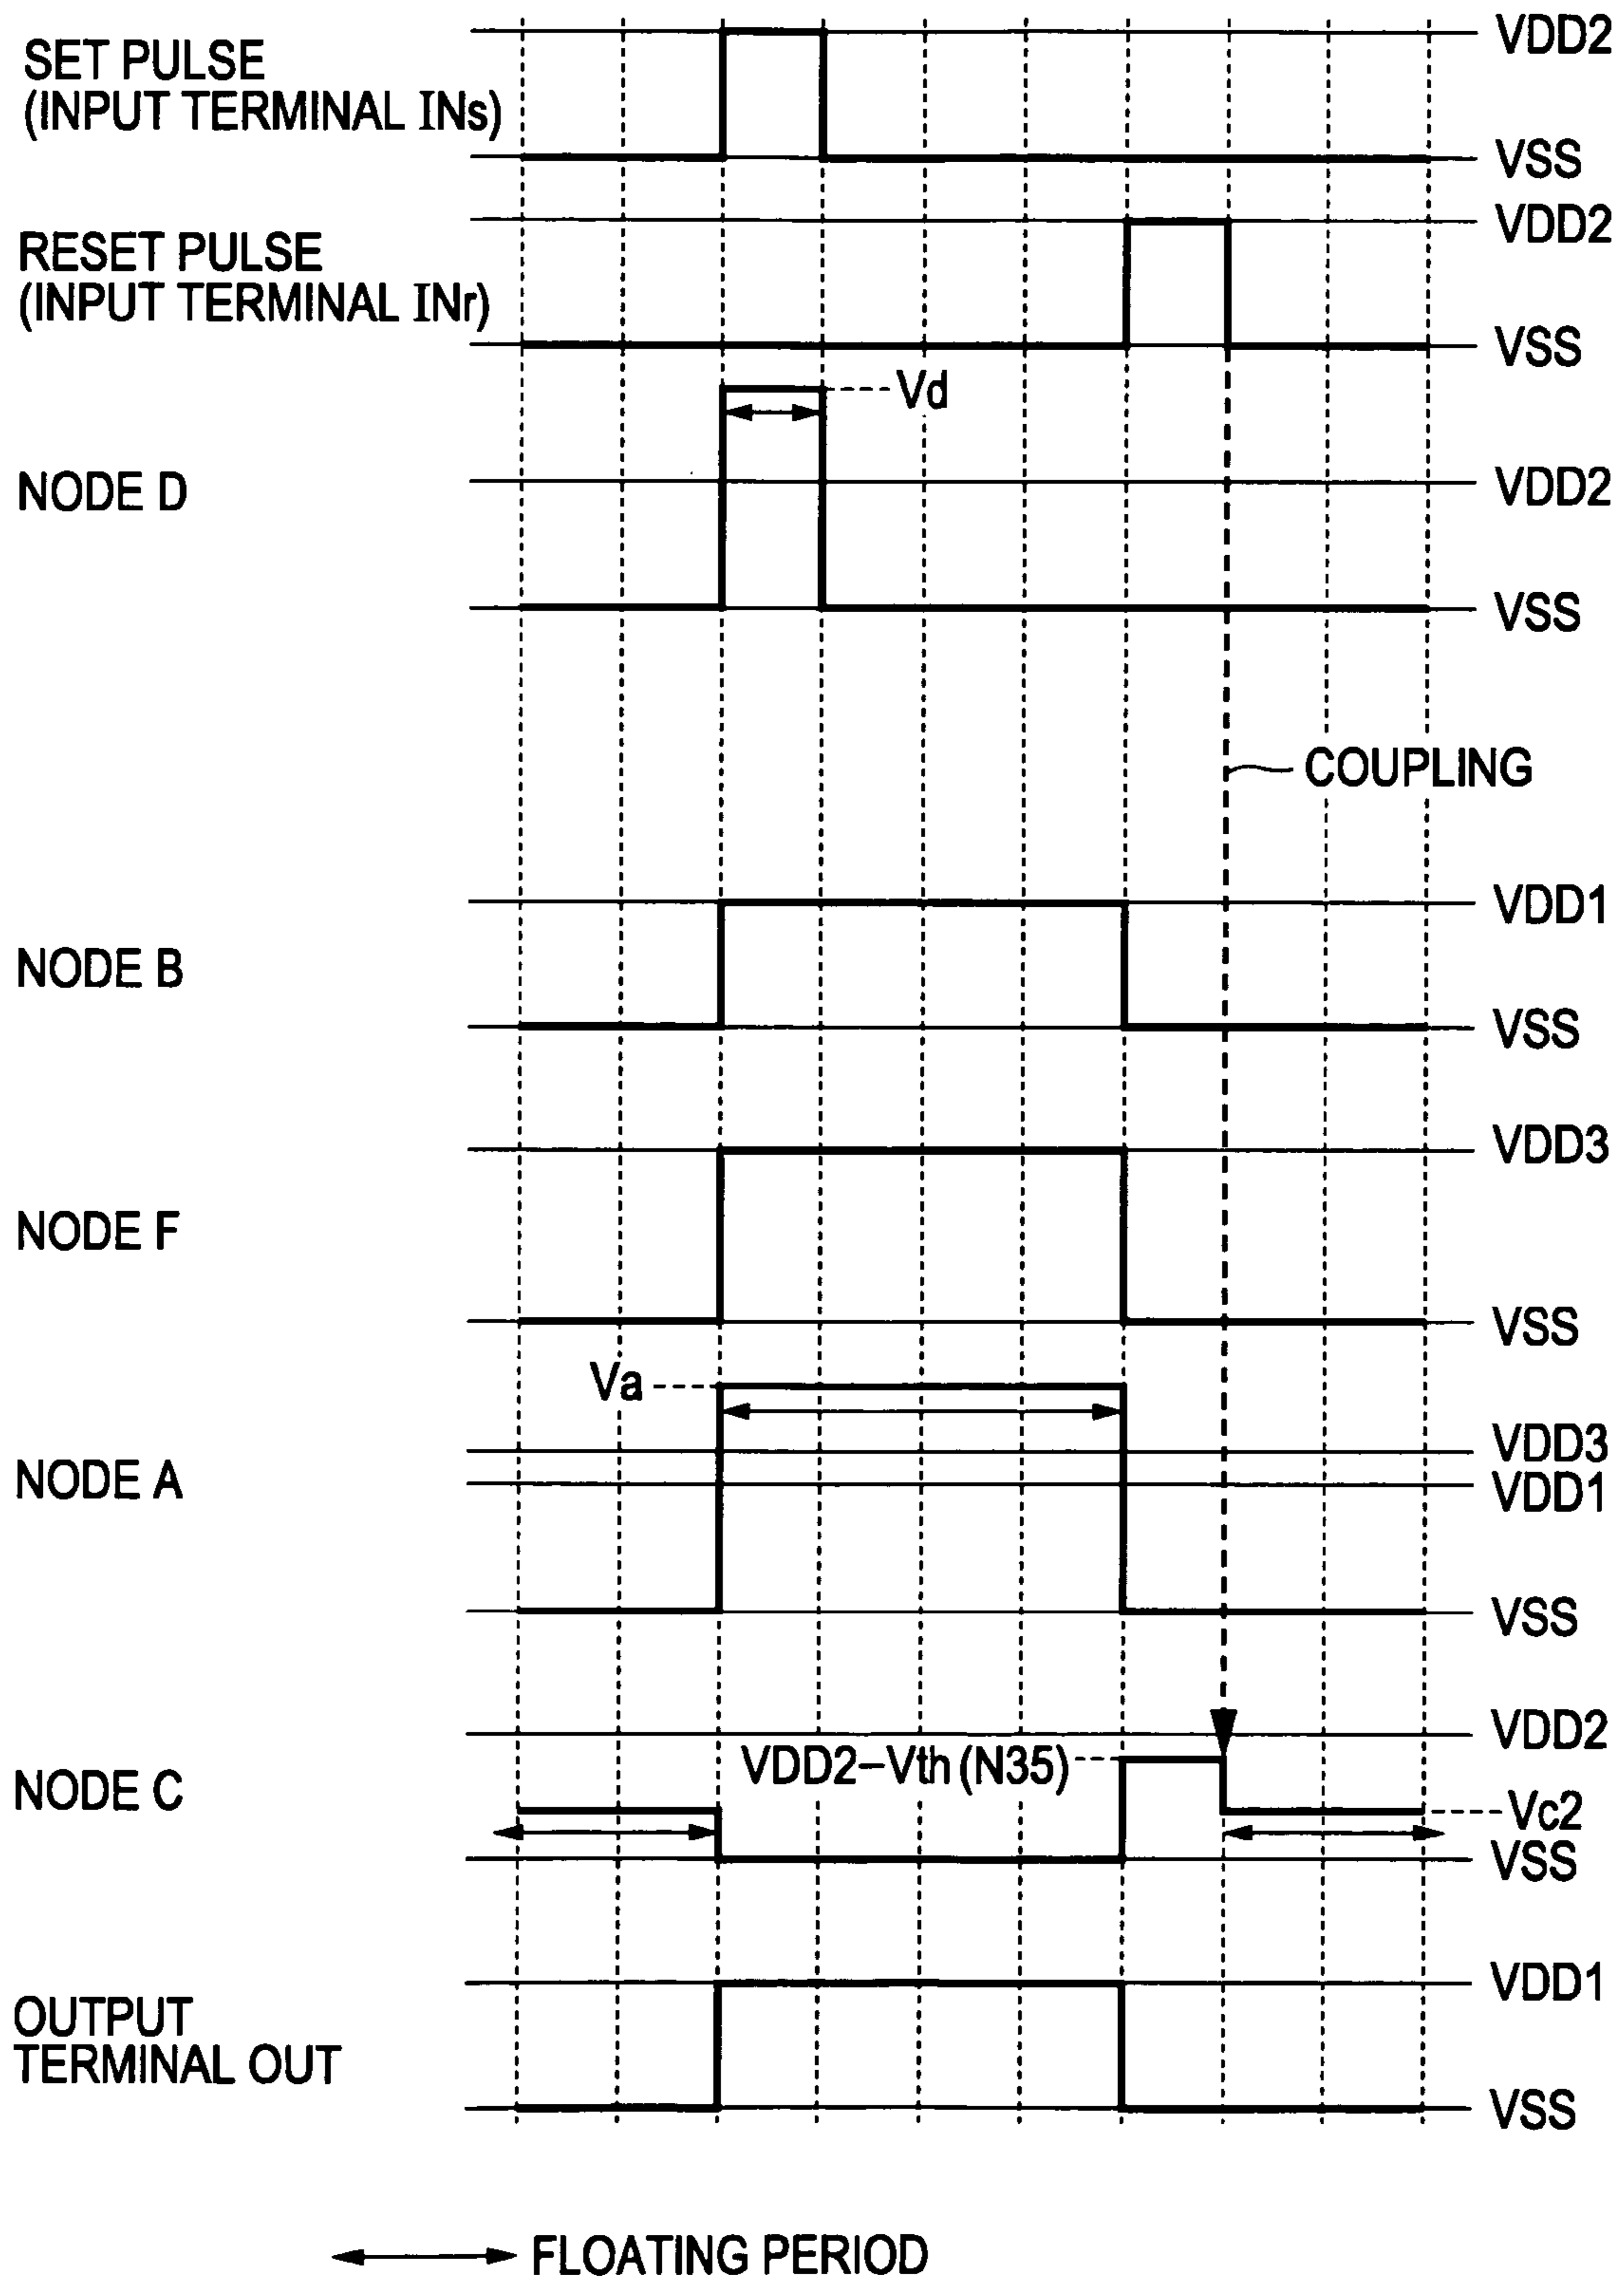 SET PULSE
(INPUT TERMINAL INs)
VDD2
VSS
RESET PULSE
(INPUT TERMINAL INr)
VDD2
VSS
NODE D
Vd
VDD2
VSS
COUPLING
NODE B
VDD1
VSS
NODE F
VDD3
VSS
NODE A
Va
VDD3
VDD1
VSS
NODE C
VDD2
VDD2-Vth (N35)
Vc2
VSS
OUTPUT
TERMINAL OUT
VDD1
VSS
FLOATING PERIOD